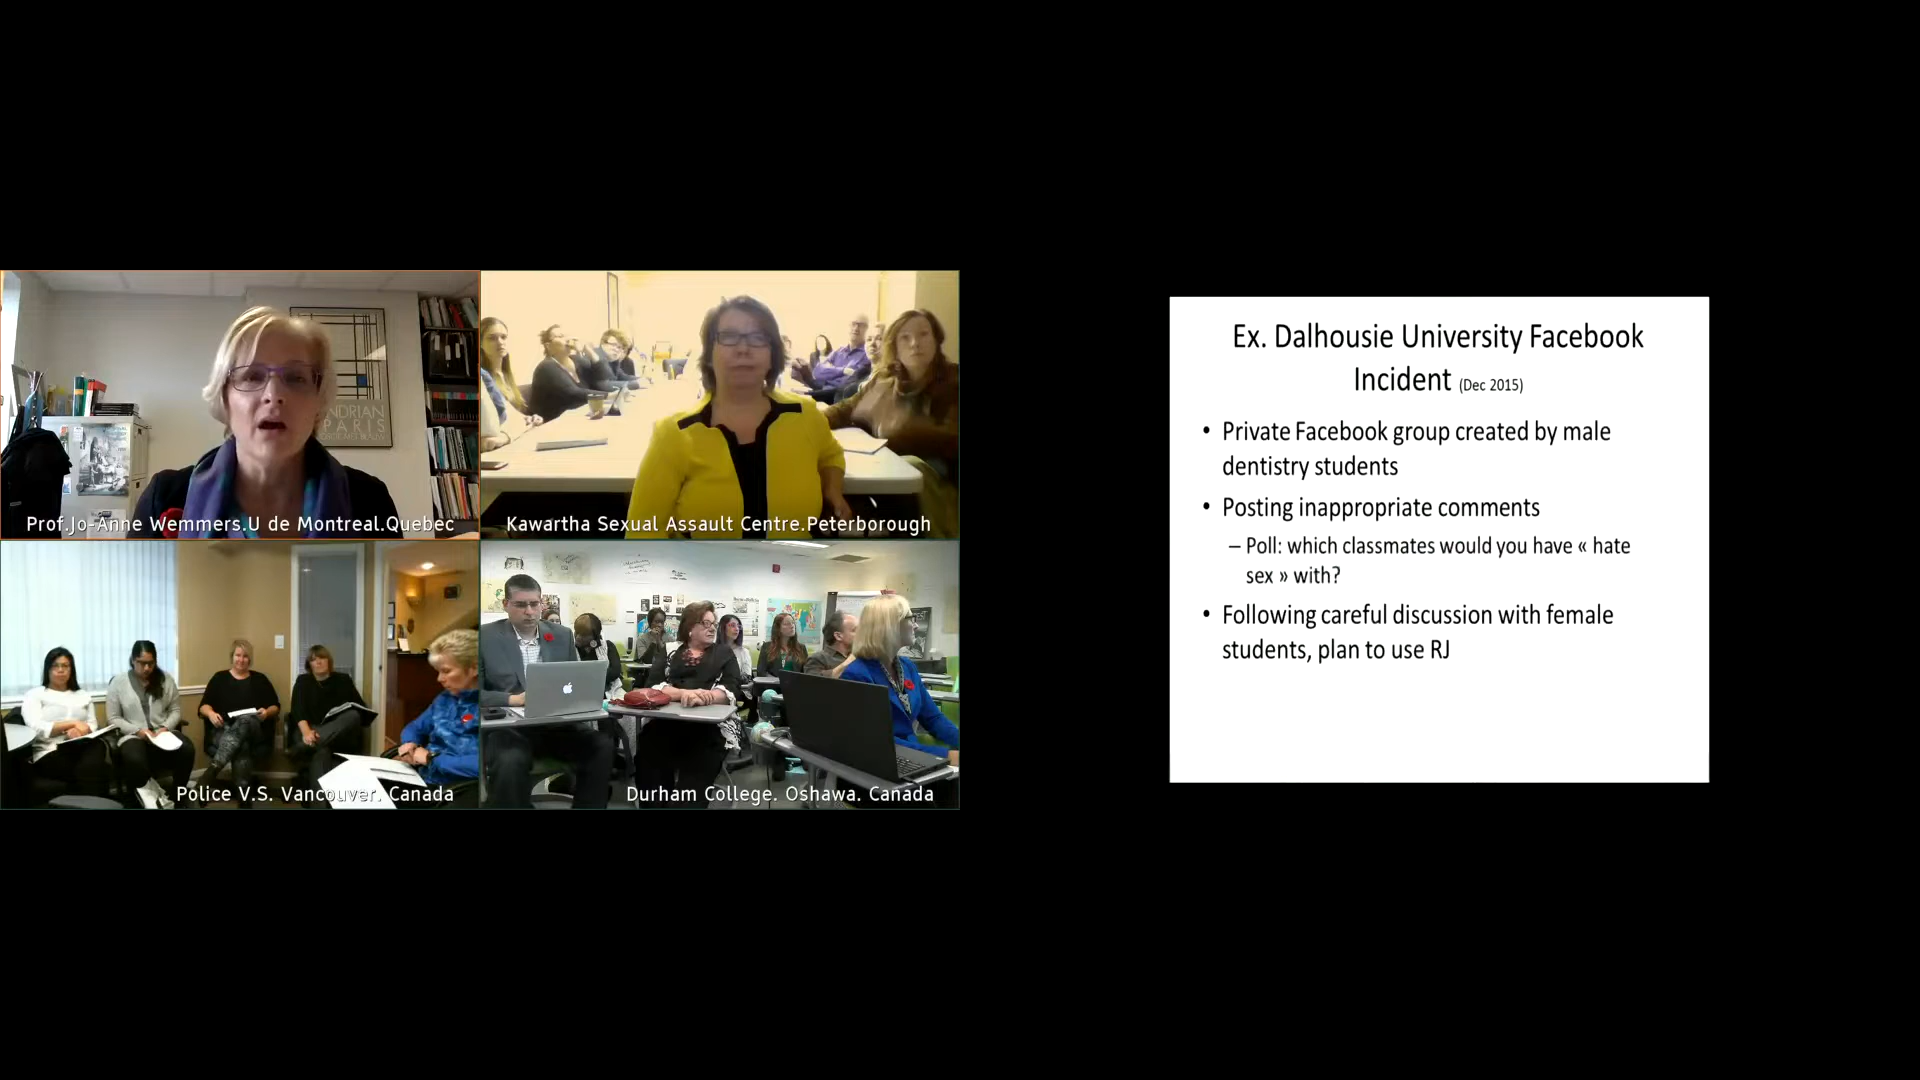 NDRIAN
PARIS
Prof.Jo-Anne Wemmers.U de Montreal.Quebec
Kawartha Sexual Assault Centre.Peterborough
Police V.S. Vancouver. Canada
Durham College. Oshawa. Canada
Ex. Dalhousie University Facebook
Incident (Dec 2015)
• Private Facebook group created by male
dentistry students
• Posting inappropriate comments
– Poll: which classmates would you have « hate
sex » with?
• Following careful discussion with female
students, plan to use RJ